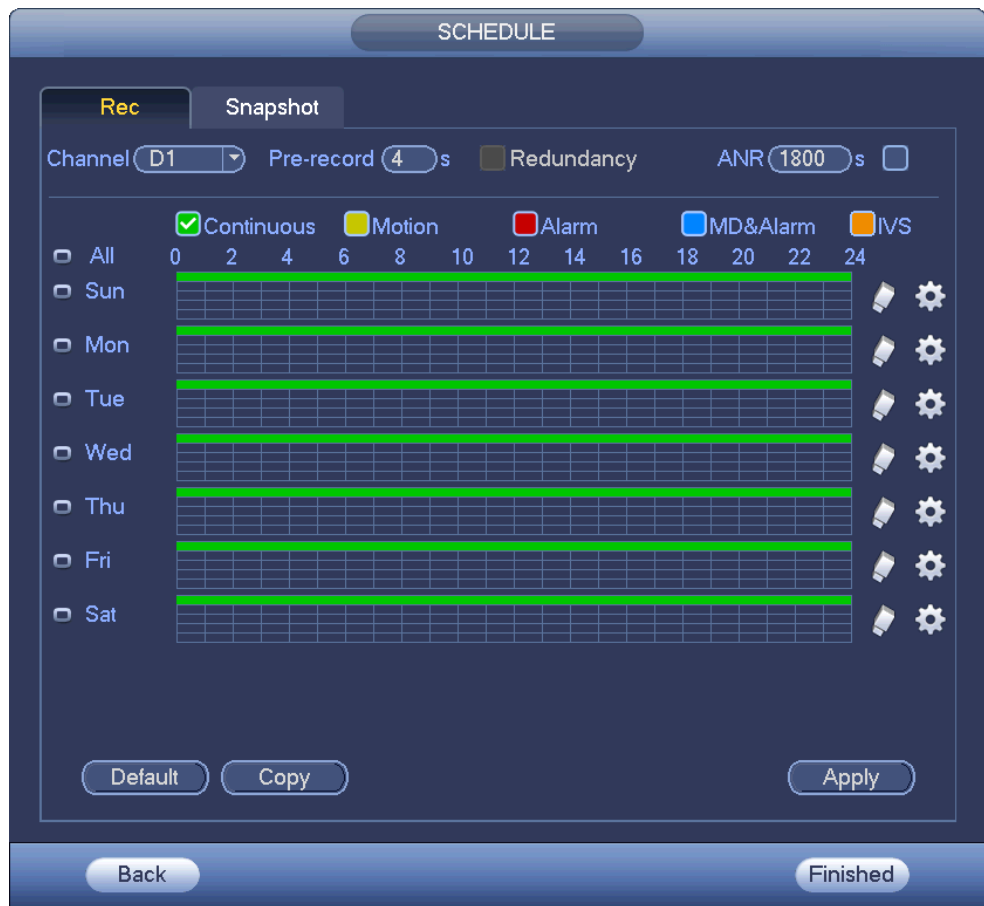 SCHEDULE
Rec Snapshot
Channel D1 Pre-record 4 s Redundancy ANR 1800 s
Continuous Motion Alarm MD&Alarm IVS
All 0 2 4 6 8 10 12 14 16 18 20 22 24
Sun
Mon
Tue
Wed
Thu
Fri
Sat
Default Copy Apply
Back Finished